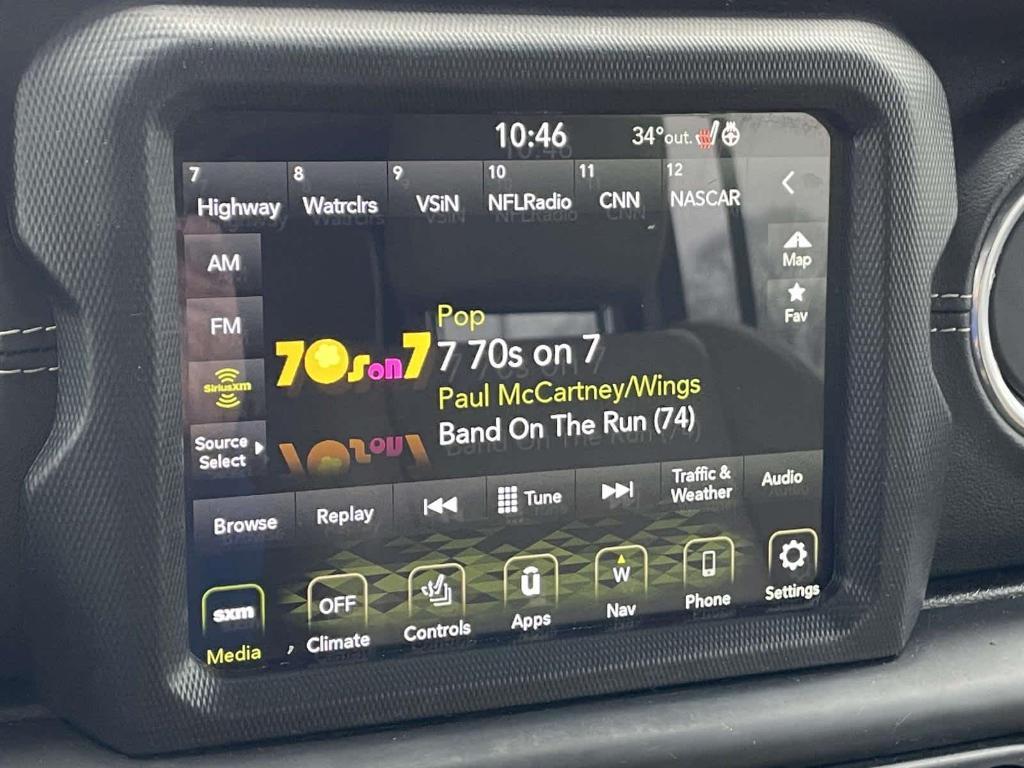 10:46 34°out.
7 8 9 10 11 12
Highway Watrclrs VSiN NFLRadio CNN NASCAR
AM
Map
FM
Fav
SiriusXM
Source
Select
70s on 7
Pop
7 70s on 7
Paul McCartney/Wings
Band On The Run (74)
Browse Replay Tune Traffic & Weather Audio
sxm OFF W
Media Climate Controls Apps Nav Phone Settings